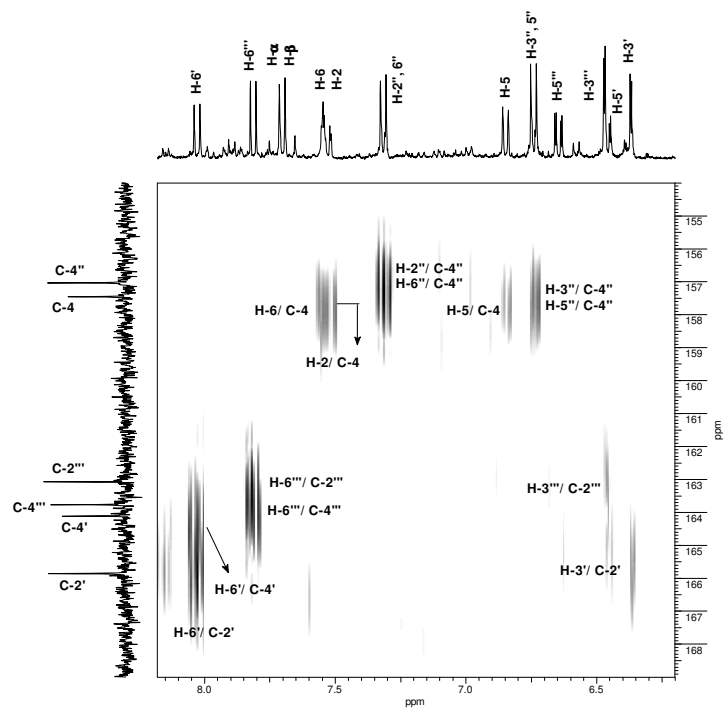 H-6'
H-6'''
H-α
H-β
H-6
H-2
H-2'', 6''
H-5
H-3'', 5''
H-5'''
H-3'''
H-5'
H-3'
C-4''
C-4
C-2'''
C-4'''
C-4'
C-2'
H-6/ C-4
H-2/ C-4
H-2''/ C-4''
H-6''/ C-4''
H-5/ C-4
H-3''/ C-4''
H-5''/ C-4''
H-6'''/ C-2'''
H-6'''/ C-4'''
H-3'''/ C-2'''
H-3'/ C-2'
H-6'/ C-4'
H-6'/ C-2'
155
156
157
158
159
160
161
162
163
164
165
166
167
168
ppm
8.0 7.5 7.0 6.5
ppm